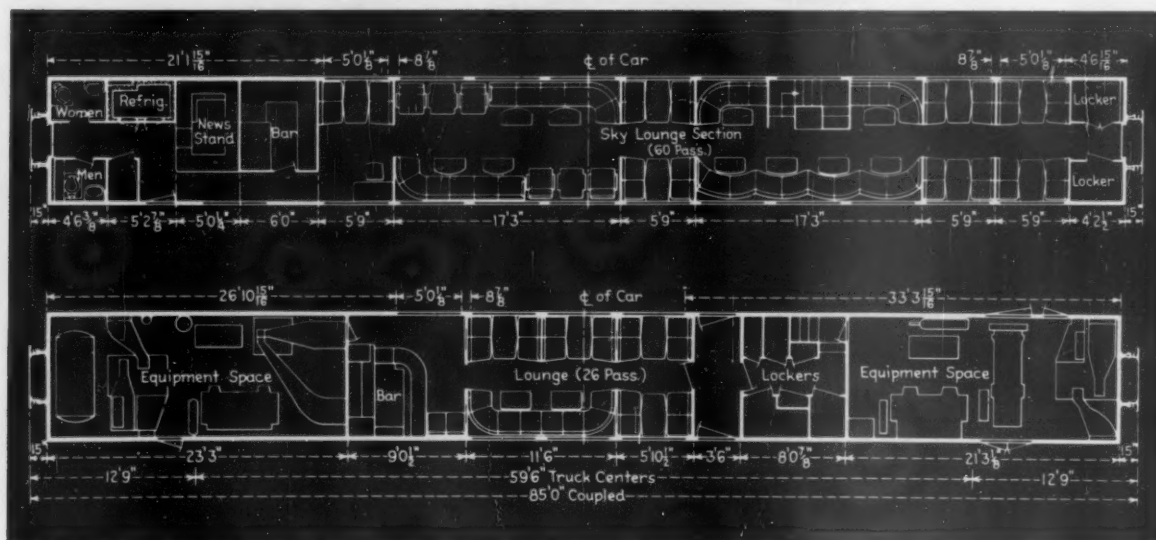 21'1 15/16" 5'0 1/8" 8 7/8" ℄ of Car 8 7/8" 5'0 1/8" 4'6 15/16"
Women
Refrig.
News
Stand
Bar
Sky Lounge Section
(60 Pass.)
Locker
Men
Locker
15" 4'6 3/8" 5'2 7/8" 5'0 1/4" 6'0" 5'9" 17'3" 5'9" 17'3" 5'9" 5'9" 4'2 1/2" 15"
26'10 15/16" 5'0 1/8" 8 7/8" ℄ of Car 33'3 15/16"
Equipment Space
Bar
Lounge (26 Pass.)
Lockers
Equipment Space
15" 23'3" 9'0 1/2" 11'6" 5'10 1/2" 3'6" 8'0 7/8" 21'3 1/8" 15"
12'9" 59'6" Truck Centers 12'9"
85'0" Coupled